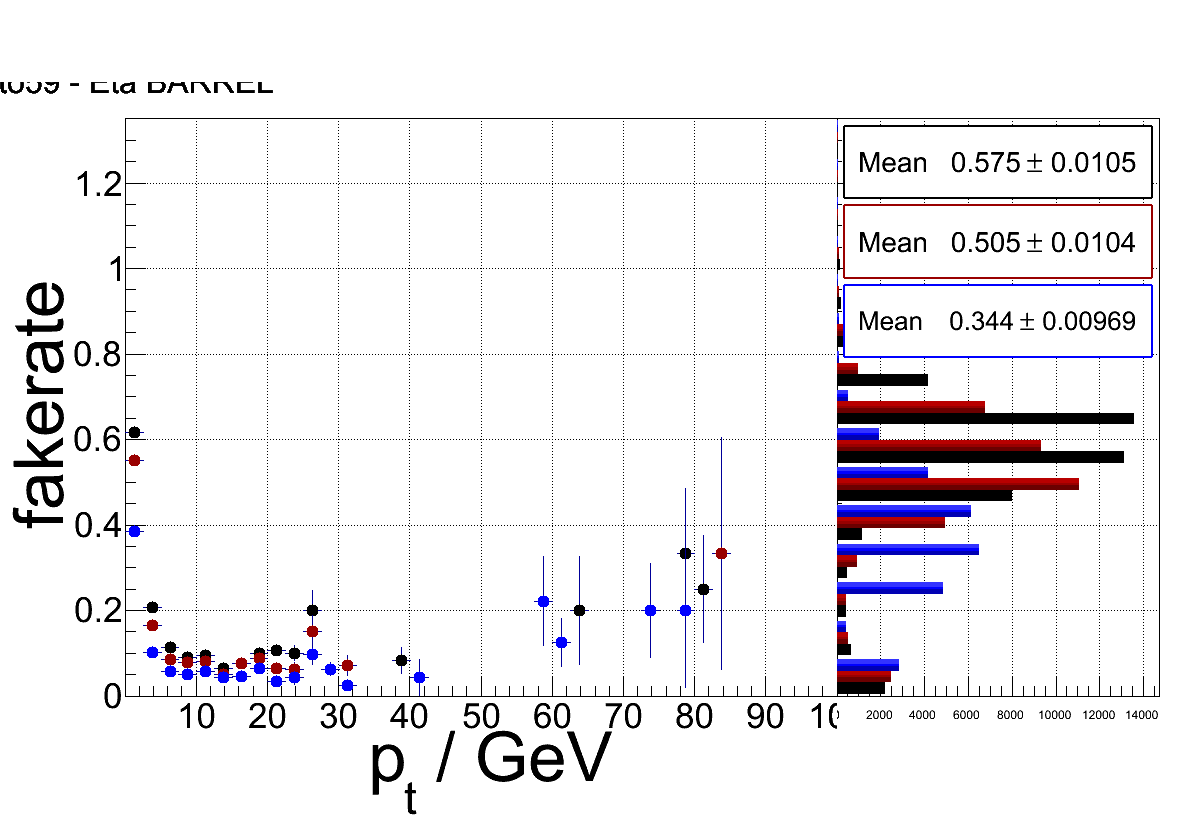 - Eta BARREL
Mean 0.575 ± 0.0105
Mean 0.505 ± 0.0104
Mean 0.344 ± 0.00969
fakerate
1.2
1
0.8
0.6
0.4
0.2
0
10 20 30 40 50 60 70 80 90
2000 4000 6000 8000 10000 12000 14000
p_t / GeV